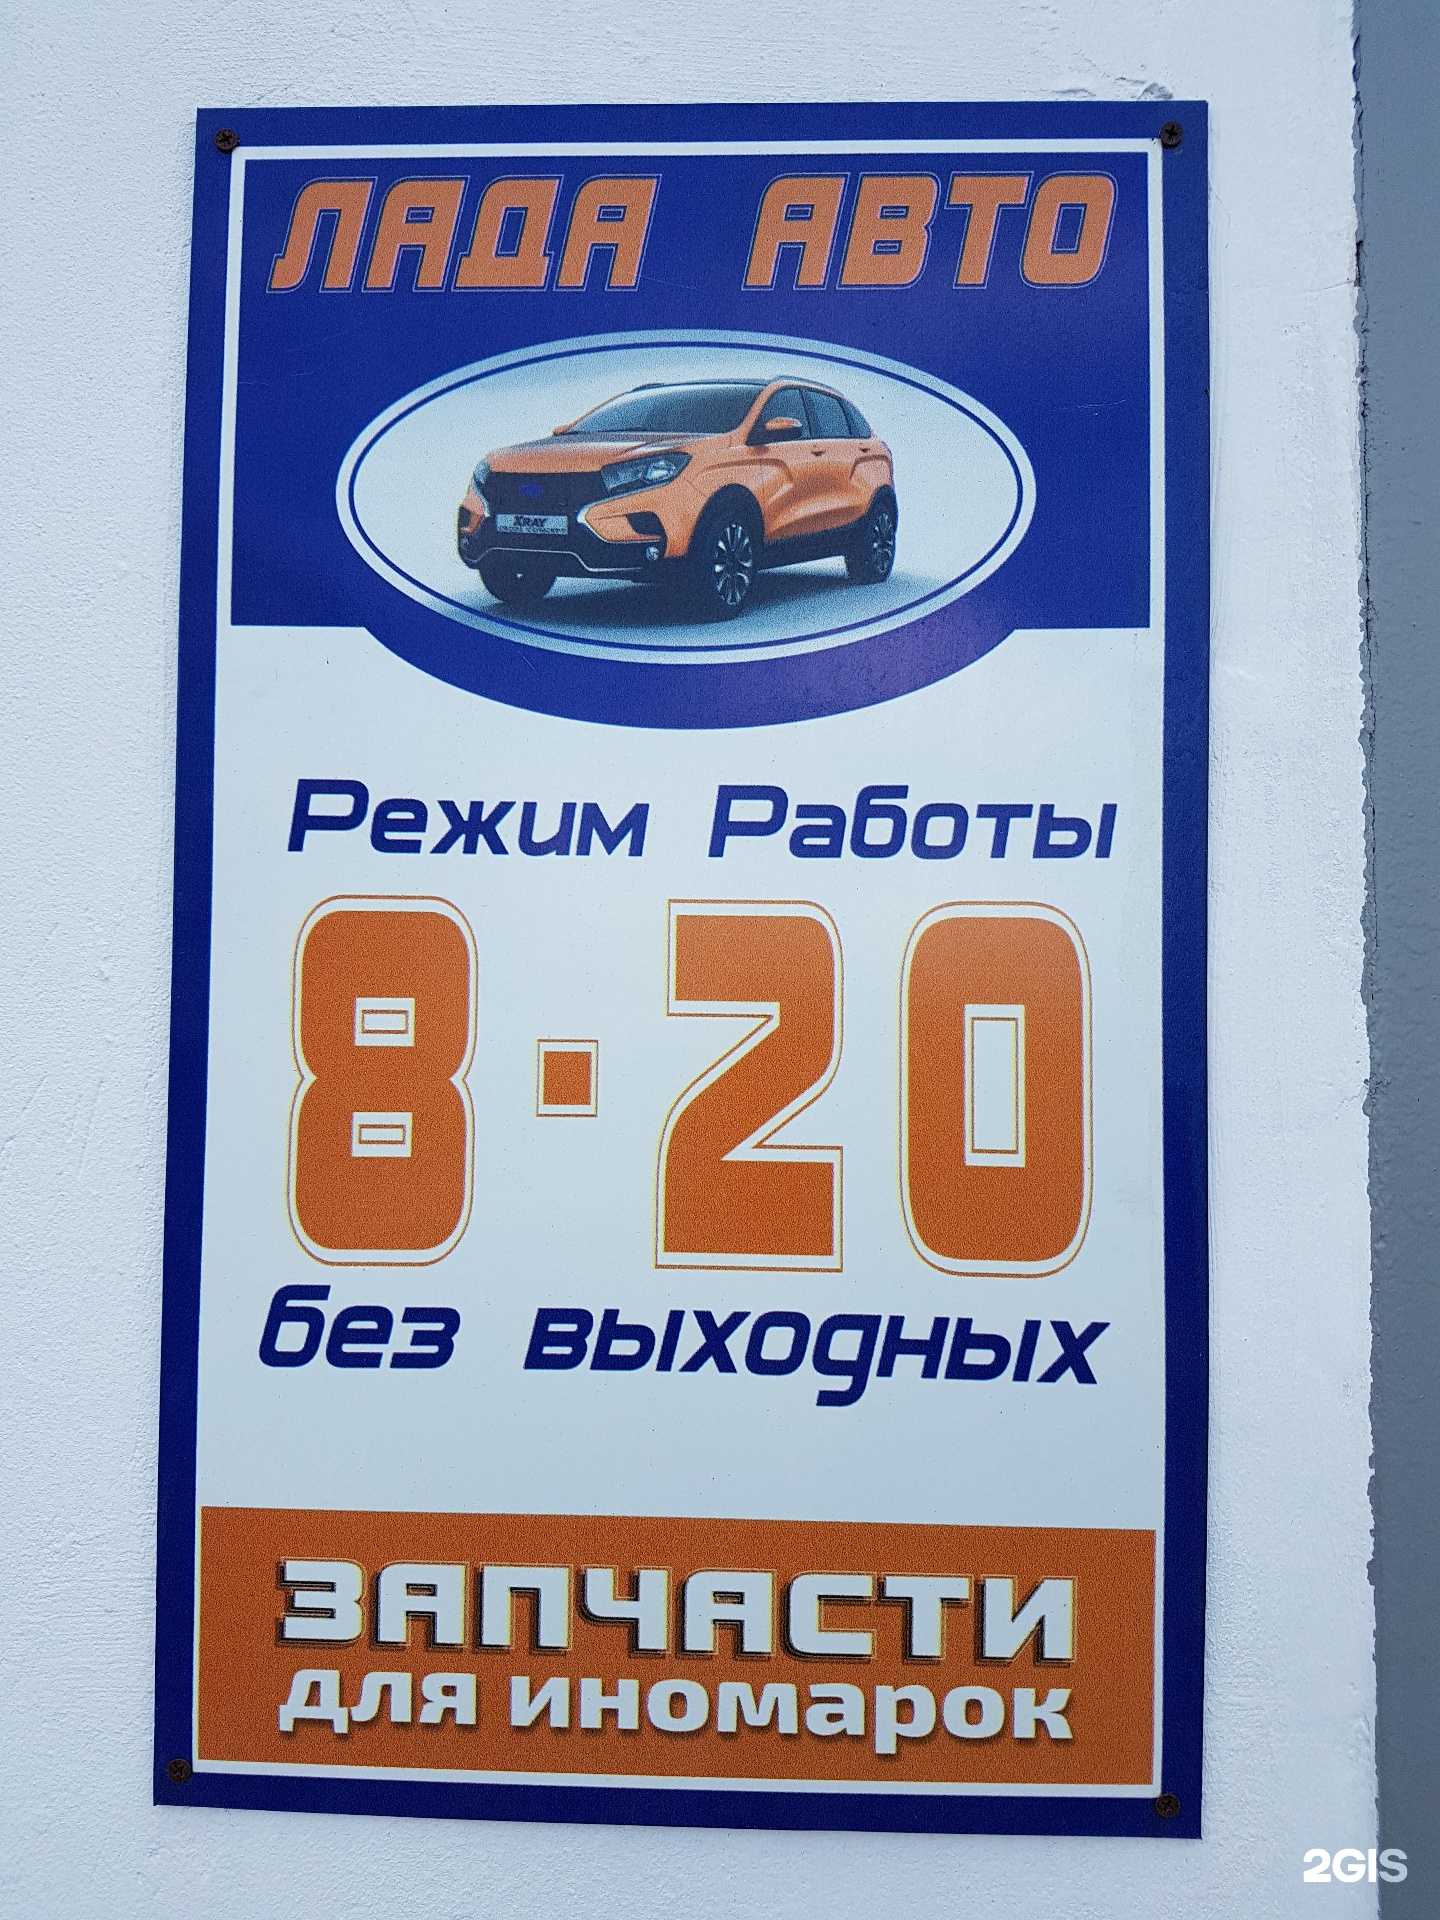 ЛАДА АВТО
XRAY
Режим Работы
8·20
без выходных
ЗАПЧАСТИ
для иномарок
2GIS